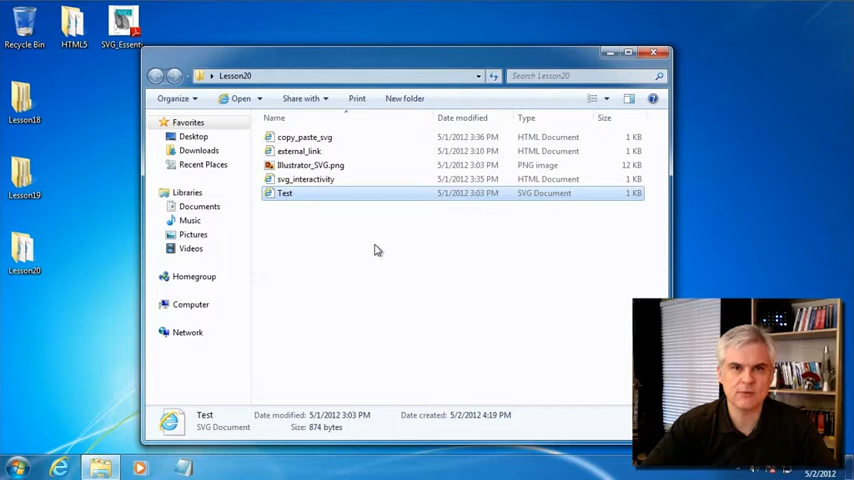 Recycle Bin
HTML5
SVG_Essent
Lesson18
Lesson19
Lesson20
Lesson20
Search Lesson20
Organize
Open
Share with
Print
New folder
Name
Date modified
Type
Size
copy_paste_svg 5/1/2012 3:36 PM HTML Document 1 KB
external_link 5/1/2012 3:10 PM HTML Document 1 KB
Illustrator_SVG.png 5/1/2012 3:03 PM PNG image 12 KB
svg_interactivity 5/1/2012 3:35 PM HTML Document 1 KB
Test 5/1/2012 3:03 PM SVG Document 1 KB
Favorites
Desktop
Downloads
Recent Places
Libraries
Documents
Music
Pictures
Videos
Homegroup
Computer
Network
Test Date modified: 5/1/2012 3:03 PM Date created: 5/2/2012 4:19 PM
SVG Document Size: 874 bytes
5/2/2012